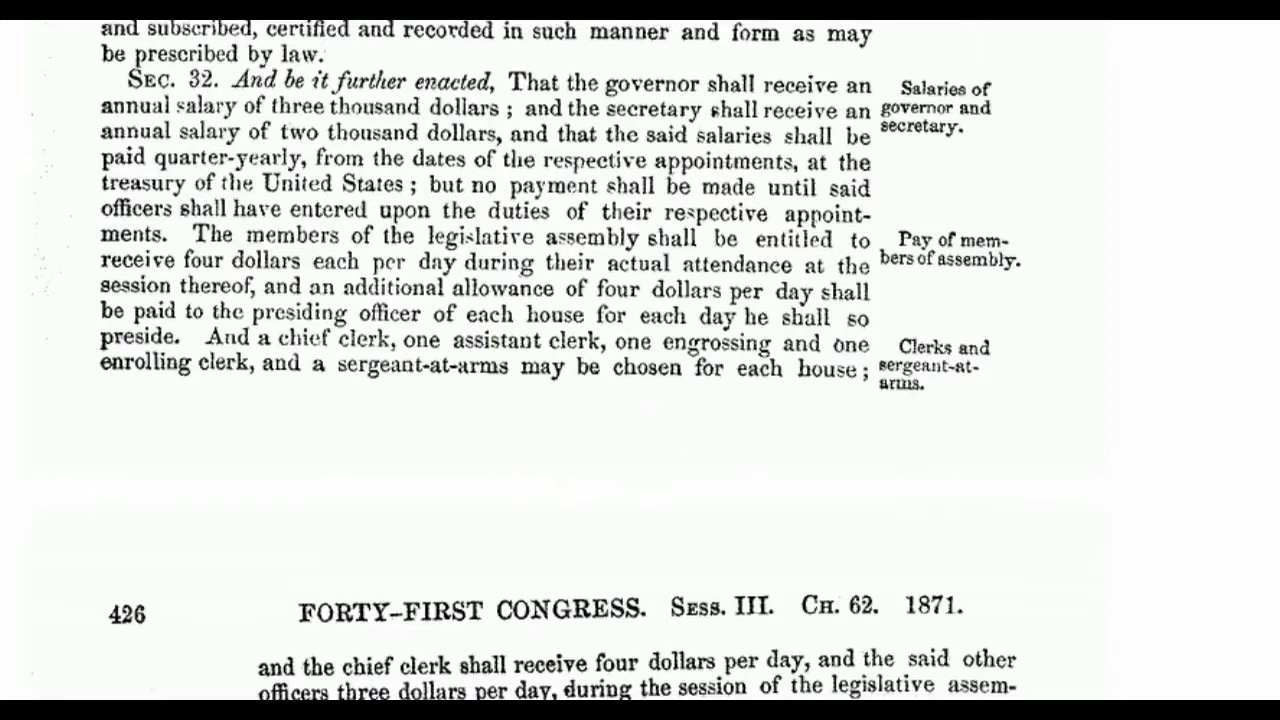 and subscribed, certified and recorded in such manner and form as may
be prescribed by law.
SEC. 32. And be it further enacted, That the governor shall receive an
annual salary of three thousand dollars ; and the secretary shall receive an
annual salary of two thousand dollars, and that the said salaries shall be
paid quarter-yearly, from the dates of the respective appointments, at the
treasury of the United States ; but no payment shall be made until said
officers shall have entered upon the duties of their respective appoint-
ments. The members of the legislative assembly shall be entitled to
receive four dollars each per day during their actual attendance at the
session thereof, and an additional allowance of four dollars per day shall
be paid to the presiding officer of each house for each day he shall so
preside. And a chief clerk, one assistant clerk, one engrossing and one
enrolling clerk, and a sergeant-at-arms may be chosen for each house ;
Salaries of
governor and
secretary.
Pay of mem-
bers of assembly.
Clerks and
sergeant-at-
arms.
426 FORTY-FIRST CONGRESS. SESS. III. CH. 62. 1871.
and the chief clerk shall receive four dollars per day, and the said other
officers three dollars per day, during the session of the legislative assem-